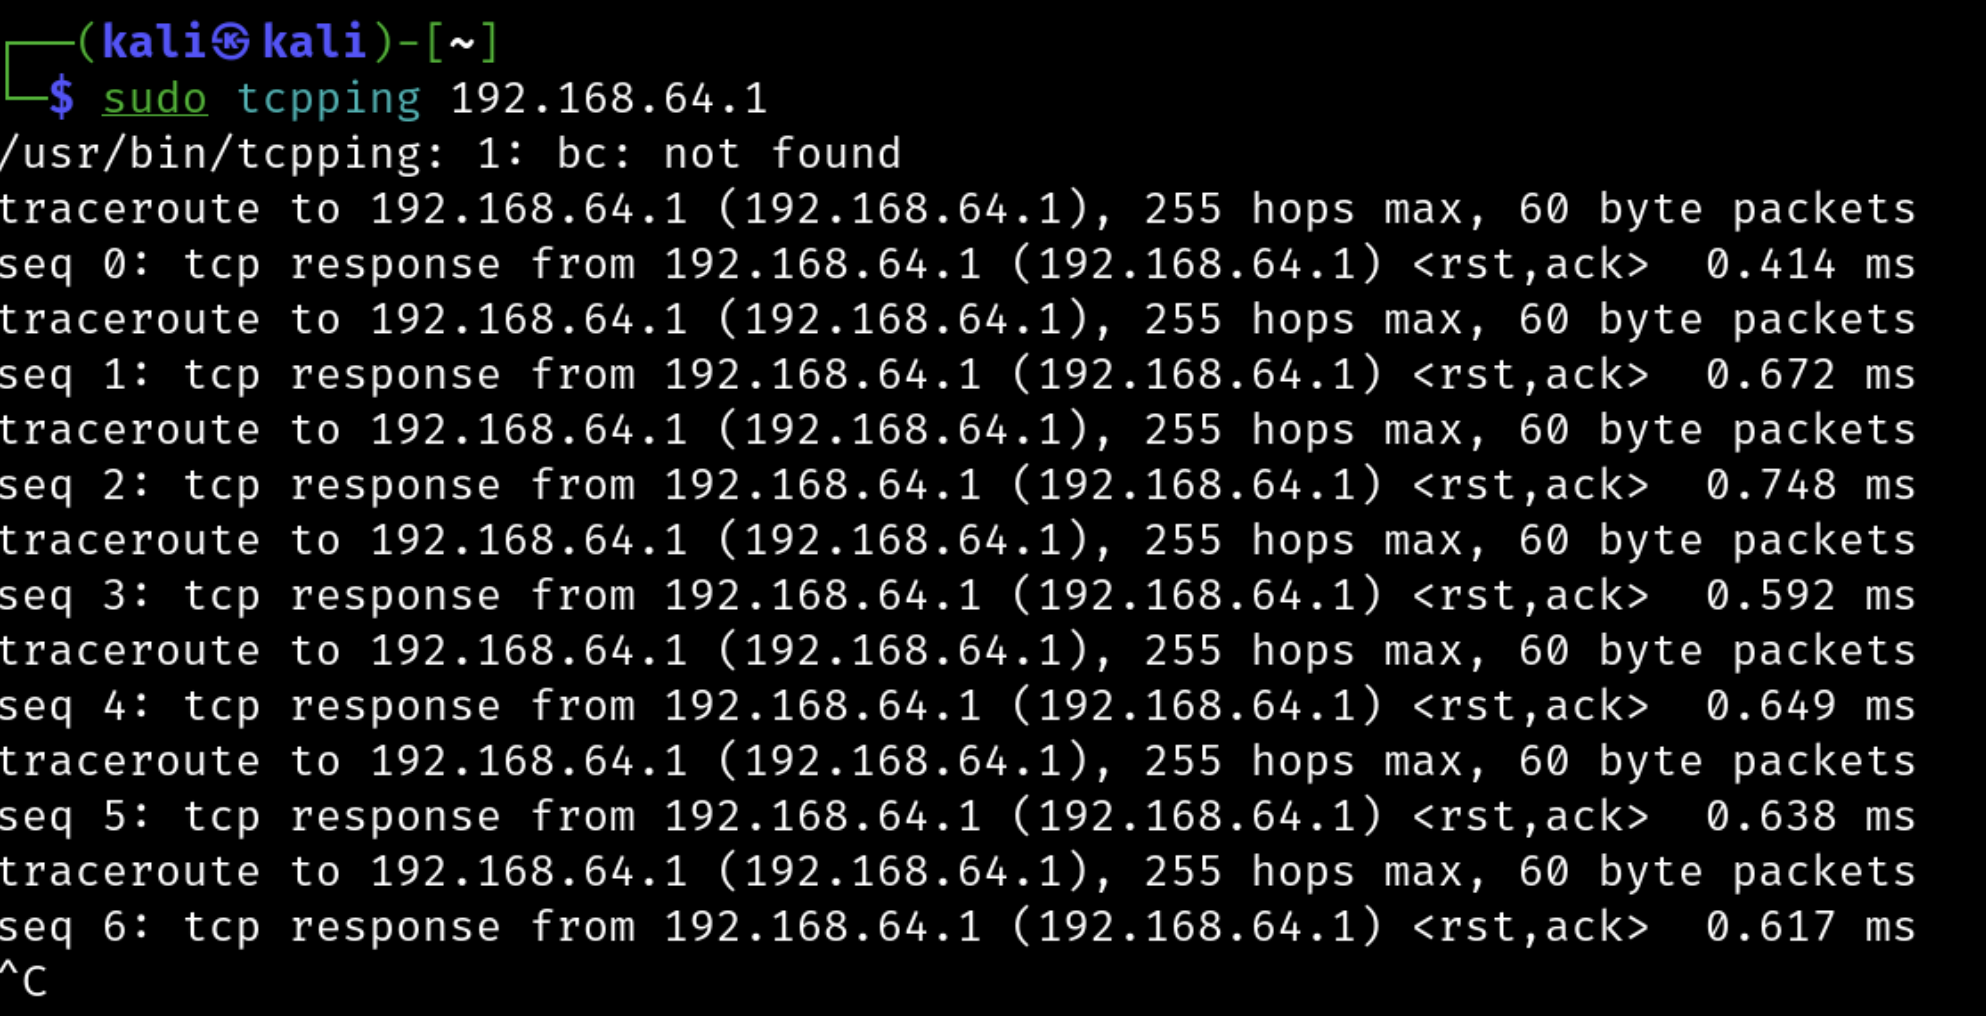 ┌──(kali㉿kali)-[~]
└─$ sudo tcpping 192.168.64.1
/usr/bin/tcpping: 1: bc: not found
traceroute to 192.168.64.1 (192.168.64.1), 255 hops max, 60 byte packets
seq 0: tcp response from 192.168.64.1 (192.168.64.1) <rst,ack>  0.414 ms
traceroute to 192.168.64.1 (192.168.64.1), 255 hops max, 60 byte packets
seq 1: tcp response from 192.168.64.1 (192.168.64.1) <rst,ack>  0.672 ms
traceroute to 192.168.64.1 (192.168.64.1), 255 hops max, 60 byte packets
seq 2: tcp response from 192.168.64.1 (192.168.64.1) <rst,ack>  0.748 ms
traceroute to 192.168.64.1 (192.168.64.1), 255 hops max, 60 byte packets
seq 3: tcp response from 192.168.64.1 (192.168.64.1) <rst,ack>  0.592 ms
traceroute to 192.168.64.1 (192.168.64.1), 255 hops max, 60 byte packets
seq 4: tcp response from 192.168.64.1 (192.168.64.1) <rst,ack>  0.649 ms
traceroute to 192.168.64.1 (192.168.64.1), 255 hops max, 60 byte packets
seq 5: tcp response from 192.168.64.1 (192.168.64.1) <rst,ack>  0.638 ms
traceroute to 192.168.64.1 (192.168.64.1), 255 hops max, 60 byte packets
seq 6: tcp response from 192.168.64.1 (192.168.64.1) <rst,ack>  0.617 ms
^C